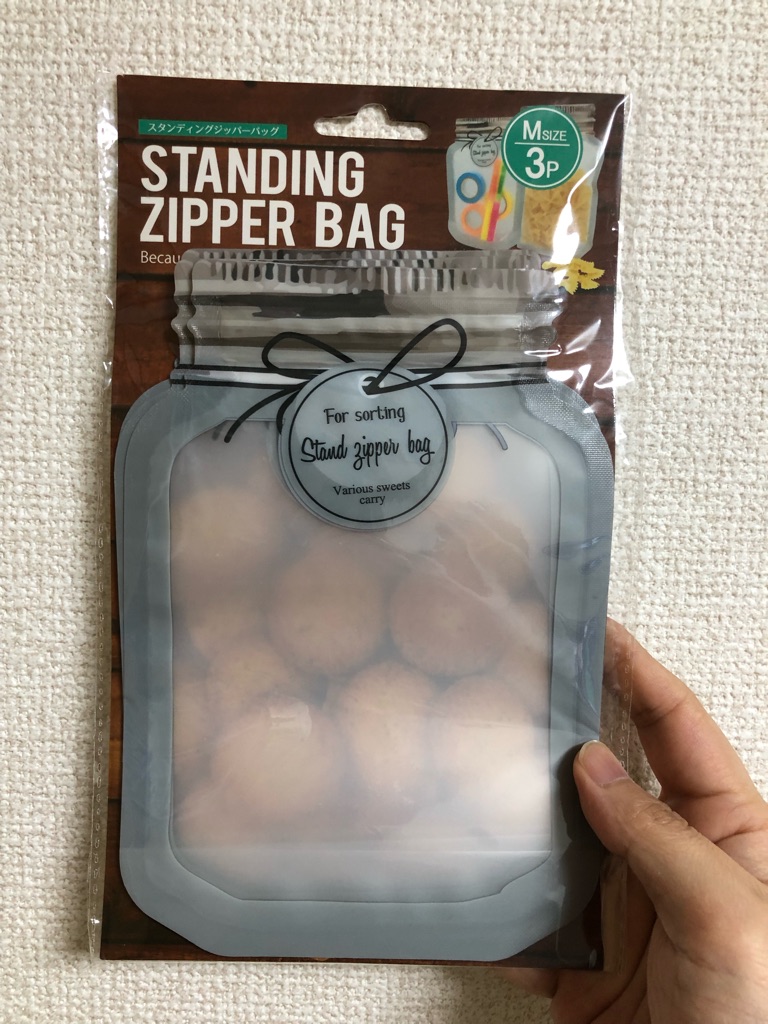 スタンディングジッパーバッグ
STANDING
ZIPPER BAG
M SIZE
3P
For sorting
Stand zipper bag
Various sweets
carry